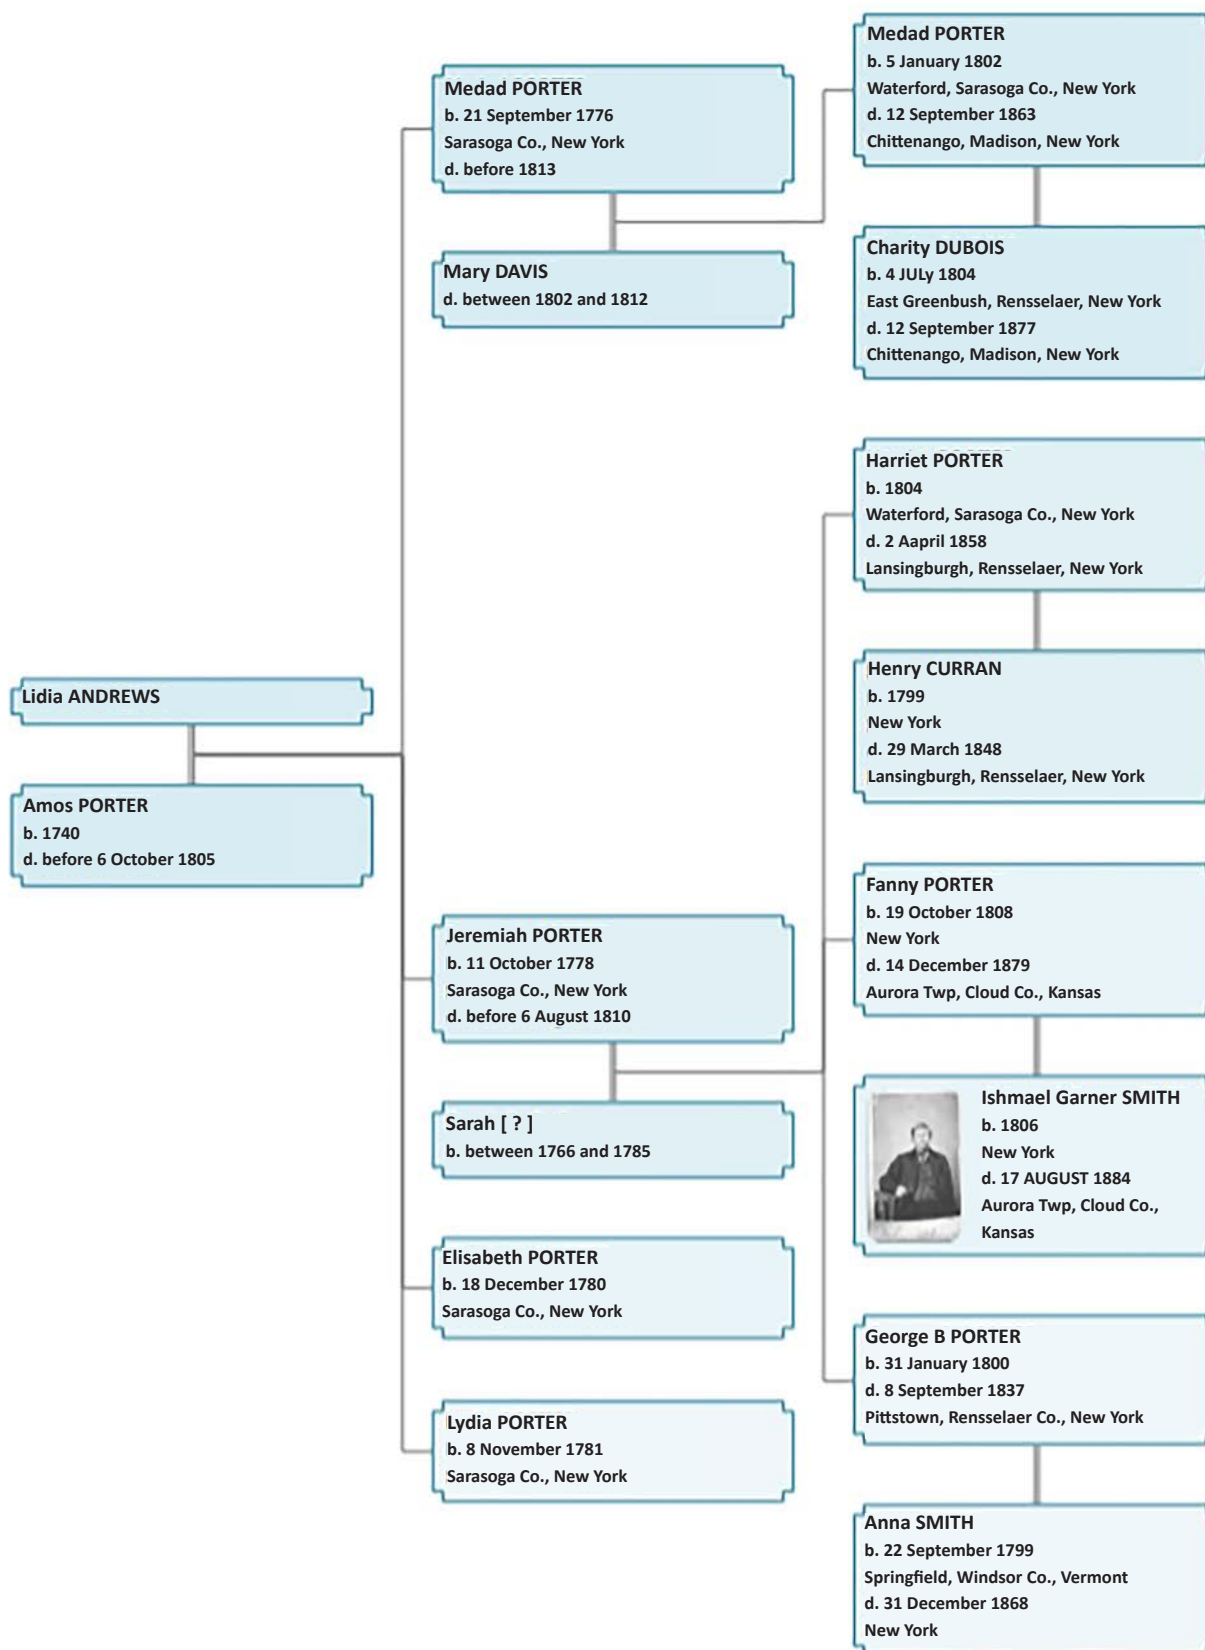 Lidia ANDREWS
Amos PORTER
b. 1740
d. before 6 October 1805
Medad PORTER
b. 21 September 1776
Sarasoga Co., New York
d. before 1813
Mary DAVIS
d. between 1802 and 1812
Jeremiah PORTER
b. 11 October 1778
Sarasoga Co., New York
d. before 6 August 1810
Sarah [ ? ]
b. between 1766 and 1785
Elisabeth PORTER
b. 18 December 1780
Sarasoga Co., New York
Lydia PORTER
b. 8 November 1781
Sarasoga Co., New York
Medad PORTER
b. 5 January 1802
Waterford, Sarasoga Co., New York
d. 12 September 1863
Chittenango, Madison, New York
Charity DUBOIS
b. 4 JULy 1804
East Greenbush, Rensselaer, New York
d. 12 September 1877
Chittenango, Madison, New York
Harriet PORTER
b. 1804
Waterford, Sarasoga Co., New York
d. 2 Aapril 1858
Lansingburgh, Rensselaer, New York
Henry CURRAN
b. 1799
New York
d. 29 March 1848
Lansingburgh, Rensselaer, New York
Fanny PORTER
b. 19 October 1808
New York
d. 14 December 1879
Aurora Twp, Cloud Co., Kansas
Ishmael Garner SMITH
b. 1806
New York
d. 17 AUGUST 1884
Aurora Twp, Cloud Co.,
Kansas
George B PORTER
b. 31 January 1800
d. 8 September 1837
Pittstown, Rensselaer Co., New York
Anna SMITH
b. 22 September 1799
Springfield, Windsor Co., Vermont
d. 31 December 1868
New York